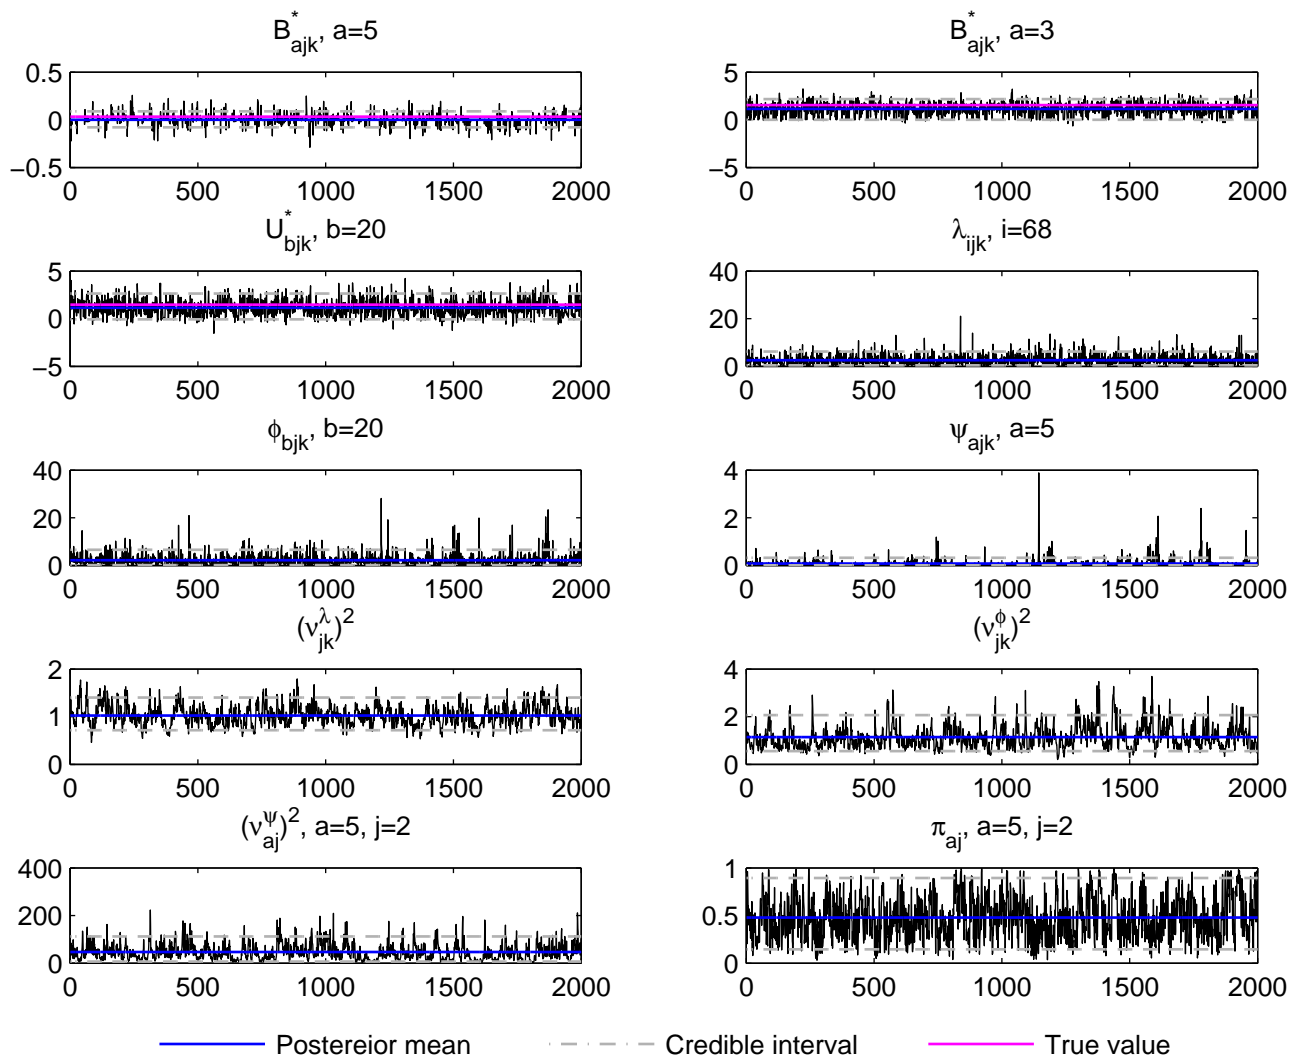 B*ajk, a=5
0.5
0
−0.5
0 500 1000 1500 2000
B*ajk, a=3
5
0
−5
0 500 1000 1500 2000
U*bjk, b=20
5
0
−5
0 500 1000 1500 2000
λijk, i=68
40
20
0
0 500 1000 1500 2000
ϕbjk, b=20
40
20
0
0 500 1000 1500 2000
ψajk, a=5
4
2
0
0 500 1000 1500 2000
(νλjk)2
2
1
0
0 500 1000 1500 2000
(νϕjk)2
4
2
0
0 500 1000 1500 2000
(νψaj)2, a=5, j=2
400
200
0
0 500 1000 1500 2000
πaj, a=5, j=2
1
0.5
0
0 500 1000 1500 2000
Postereior mean Credible interval True value